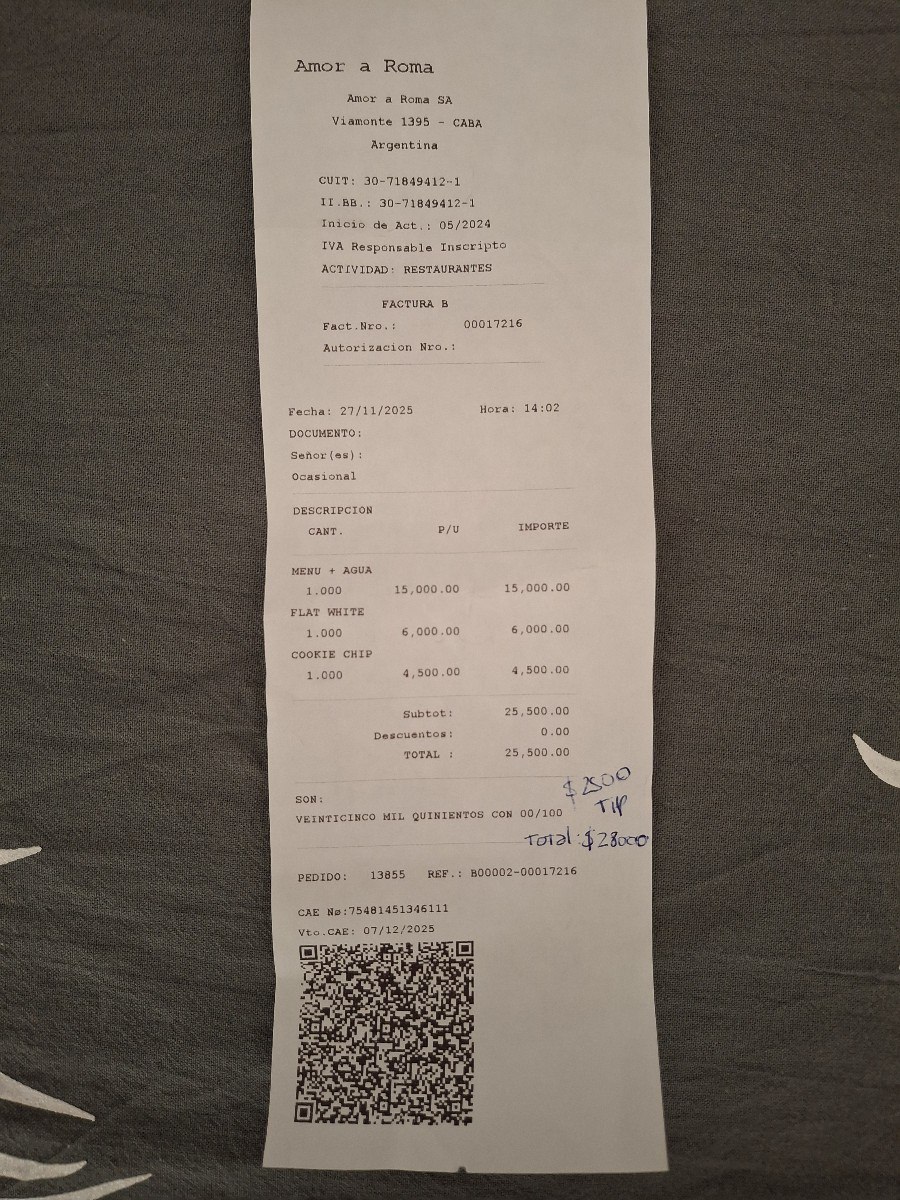 Amor a Roma
Amor a Roma SA
Viamonte 1395 - CABA
Argentina
CUIT: 30-71849412-1
II.BB.: 30-71849412-1
Inicio de Act.: 05/2024
IVA Responsable Inscripto
ACTIVIDAD: RESTAURANTES
FACTURA B
Fact.Nro.: 00017216
Autorizacion Nro.:
Fecha: 27/11/2025 Hora: 14:02
DOCUMENTO:
Señor(es):
Ocasional
DESCRIPCION
CANT. P/U IMPORTE
MENU + AGUA
1.000 15,000.00 15,000.00
FLAT WHITE
1.000 6,000.00 6,000.00
COOKIE CHIP
1.000 4,500.00 4,500.00
Subtot: 25,500.00
Descuentos: 0.00
TOTAL : 25,500.00
$2500
TIP
SON:
VEINTICINCO MIL QUINIENTOS CON 00/100
Total: $28000
PEDIDO: 13855 REF.: B00002-00017216
CAE Nø:75481451346111
Vto.CAE: 07/12/2025